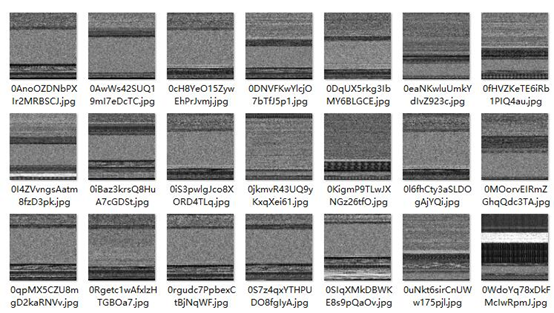 0AnoOZDNbPX
Ir2MRBSCJ.jpg
0AwWs42SUQ1
9mI7eDcTC.jpg
0cH8YeO15Zyw
EhPrJvmj.jpg
0DNVFKwYlcjO
7bTfJ5p1.jpg
0DqUX5rkg3Ib
MY6BLGCE.jpg
0eaNKwluUmkY
dIvZ923c.jpg
0fHVZKeTE6iRb
1PIQ4au.jpg
0I4ZVvngsAatm
8fzD3pk.jpg
0iBaz3krsQ8Hu
A7cGDSt.jpg
0iS3pwlgJco8X
ORD4TLq.jpg
0jkmvR43UQ9y
KxqXei61.jpg
0KigmP9TLwJX
NGz26tfO.jpg
0l6fhCty3aSLDO
gAjYQi.jpg
0MOorvEIRmZ
GhqQdc3TA.jpg
0qpMX5CZU8m
gD2kaRNVv.jpg
0Rgetc1wAfxlzH
TGBOa7.jpg
0rgudc7PpbexC
tBjNqWF.jpg
0S7z4qxYTHPU
DO8fgIyA.jpg
0SIqXMkDBWK
E8s9pQaOv.jpg
0uNkt6sirCnUW
w175pjl.jpg
0WdoYq78xDkF
McIwRpmJ.jpg